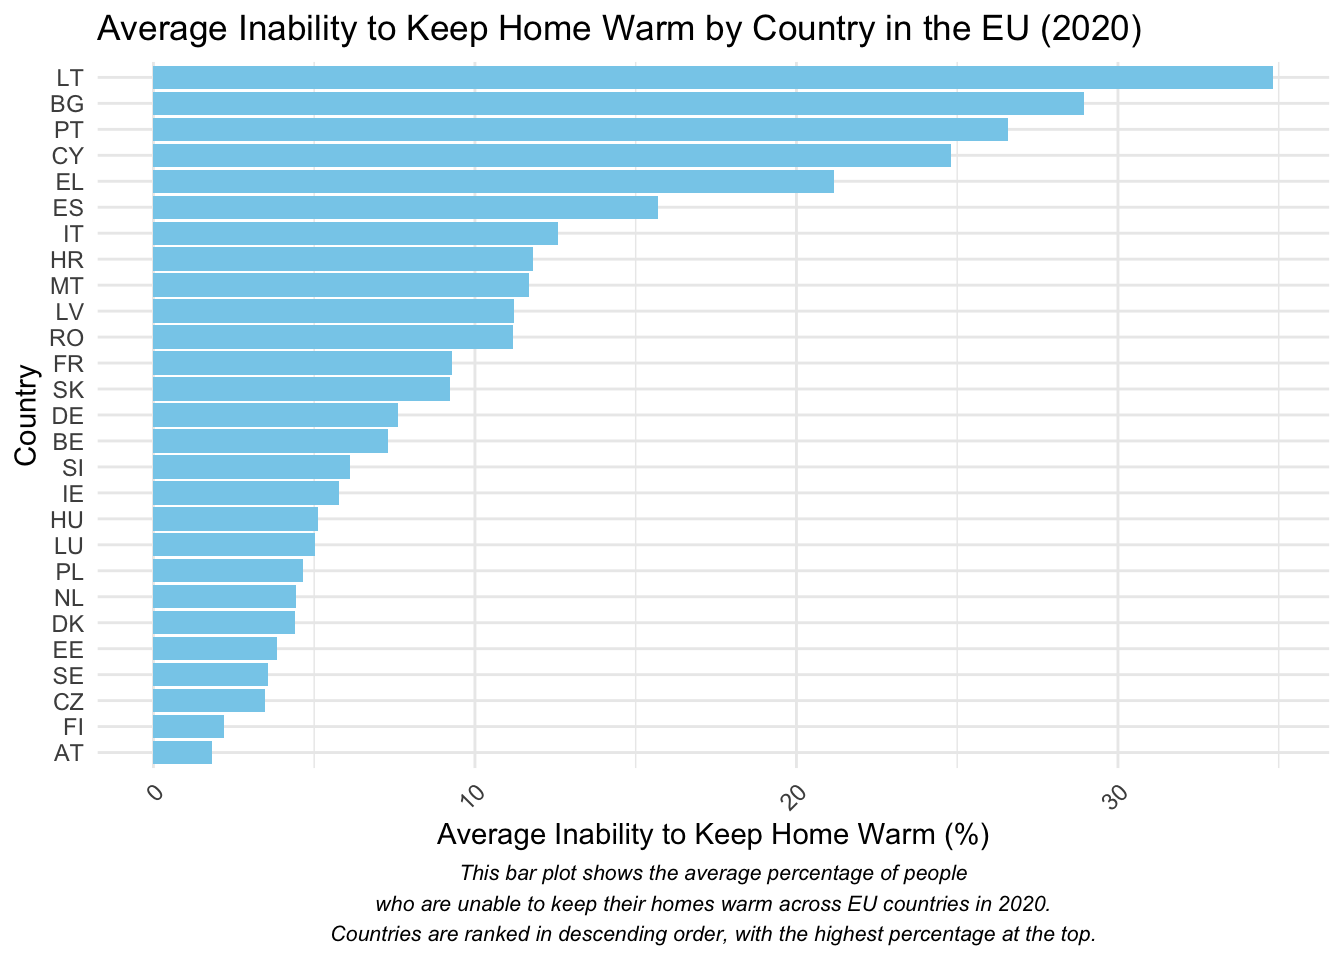 Average Inability to Keep Home Warm by Country in the EU (2020)
LT
BG
PT
CY
EL
ES
IT
HR
MT
LV
RO
FR
SK
DE
BE
SI
IE
HU
LU
PL
NL
DK
EE
SE
CZ
FI
AT
Country
0 10 20 30
Average Inability to Keep Home Warm (%)
This bar plot shows the average percentage of people
who are unable to keep their homes warm across EU countries in 2020.
Countries are ranked in descending order, with the highest percentage at the top.